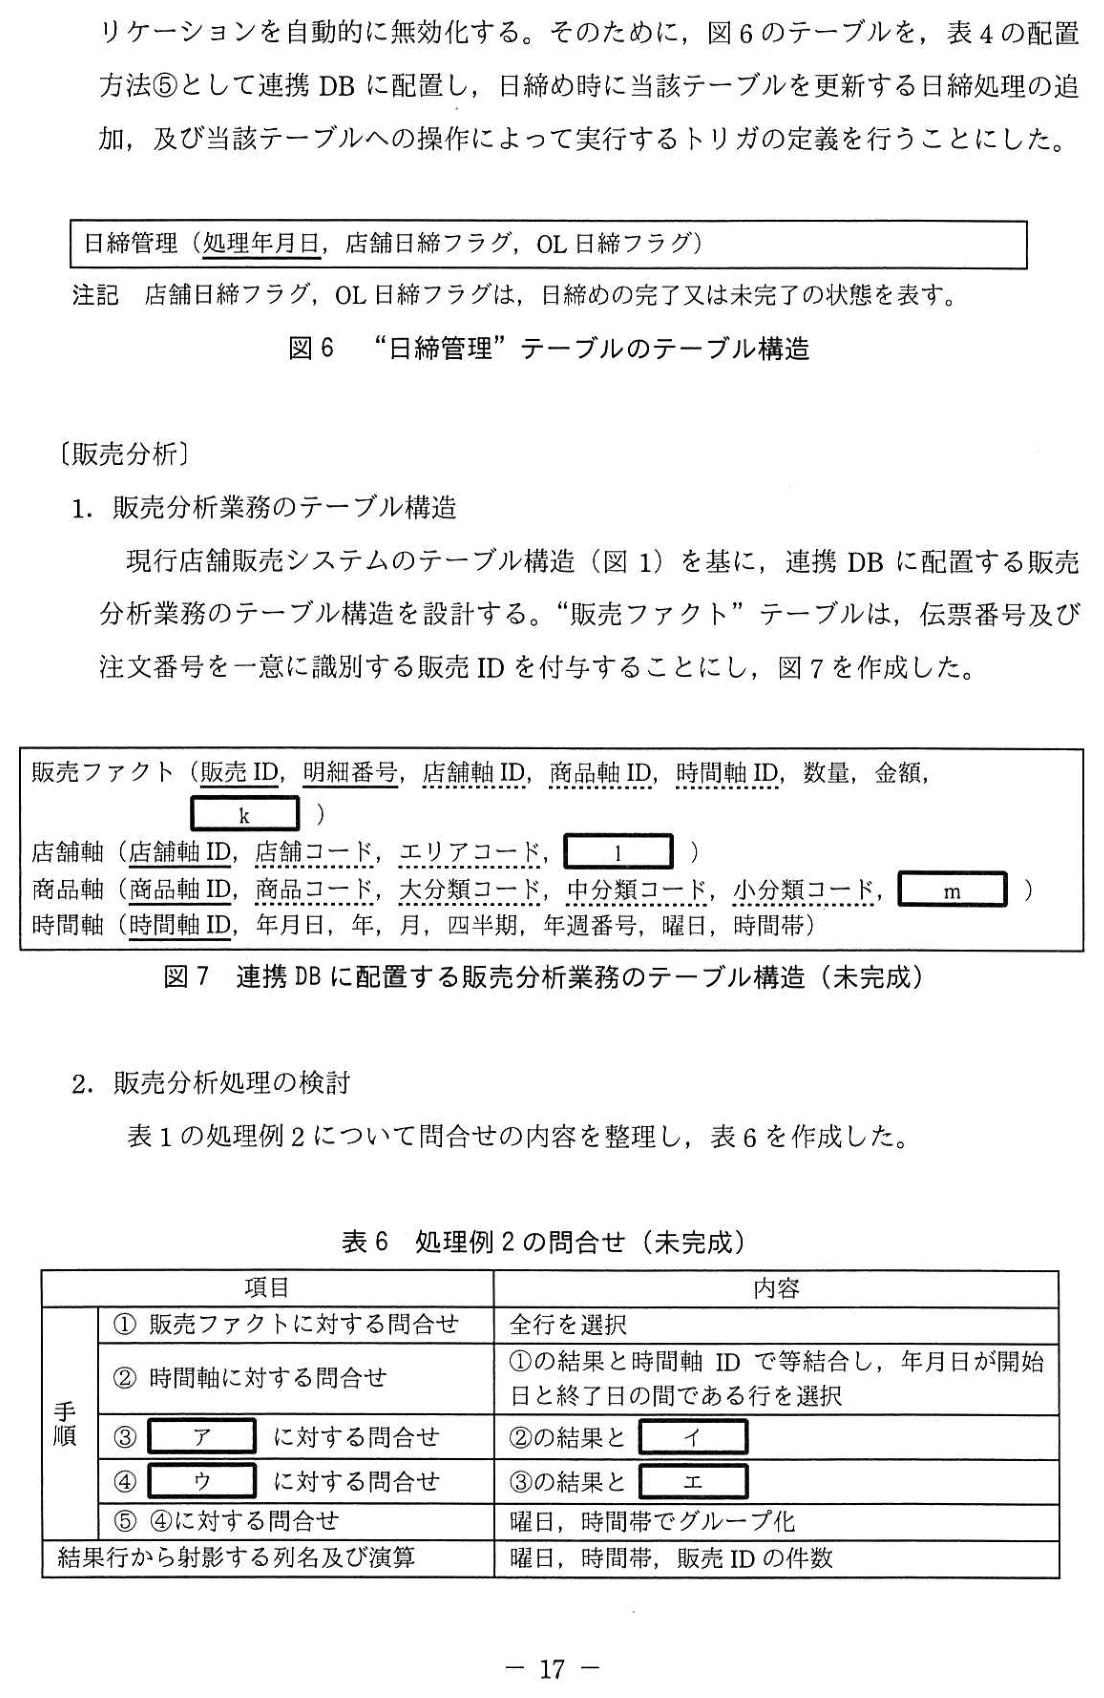 リケーションを自動的に無効化する。そのために，図6のテーブルを，表4の配置
方法⑤として連携 DB に配置し，日締め時に当該テーブルを更新する日締処理の追
加，及び当該テーブルへの操作によって実行するトリガの定義を行うことにした。
日締管理（処理年月日，店舗日締フラグ，OL 日締フラグ）
注記　店舗日締フラグ，OL 日締フラグは，日締めの完了又は未完了の状態を表す。
図6　“日締管理”テーブルのテーブル構造
〔販売分析〕
1．販売分析業務のテーブル構造
現行店舗販売システムのテーブル構造（図1）を基に，連携 DB に配置する販売
分析業務のテーブル構造を設計する。“販売ファクト”テーブルは，伝票番号及び
注文番号を一意に識別する販売 ID を付与することにし，図7を作成した。
販売ファクト（販売 ID，明細番号，店舗軸 ID，商品軸 ID，時間軸 ID，数量，金額，
k ）
店舗軸（店舗軸 ID，店舗コード，エリアコード， l ）
商品軸（商品軸 ID，商品コード，大分類コード，中分類コード，小分類コード， m ）
時間軸（時間軸 ID，年月日，年，月，四半期，年週番号，曜日，時間帯）
図7　連携 DB に配置する販売分析業務のテーブル構造（未完成）
2．販売分析処理の検討
表1の処理例2について問合せの内容を整理し，表6を作成した。
表6　処理例2の問合せ（未完成）
項目　内容
手順
① 販売ファクトに対する問合せ　全行を選択
② 時間軸に対する問合せ　①の結果と時間軸 ID で等結合し，年月日が開始
日と終了日の間である行を選択
③ ア に対する問合せ　②の結果と イ
④ ウ に対する問合せ　③の結果と エ
⑤ ④に対する問合せ　曜日，時間帯でグループ化
結果行から射影する列名及び演算　曜日，時間帯，販売 ID の件数
－ 17 －